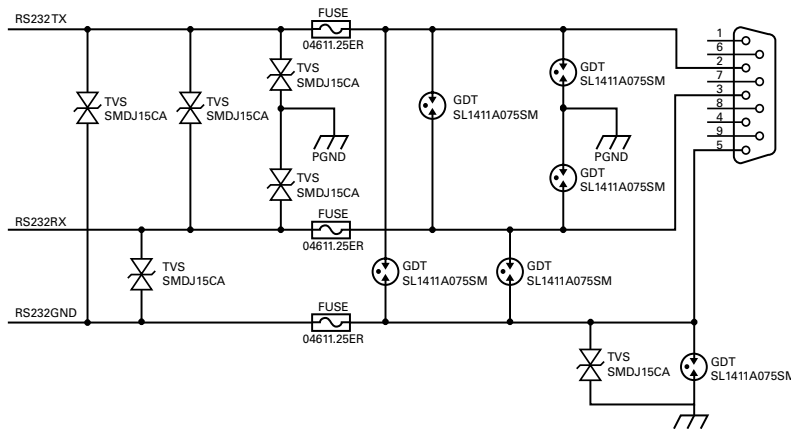 RS232TX
FUSE
04611.25ER
TVS
SMDJ15CA
TVS
SMDJ15CA
TVS
SMDJ15CA
GDT
SL1411A075SM
GDT
SL1411A075SM
1
6
2
7
3
8
4
9
5
PGND
PGND
TVS
SMDJ15CA
GDT
SL1411A075SM
RS232RX
FUSE
04611.25ER
TVS
SMDJ15CA
GDT
SL1411A075SM
GDT
SL1411A075SM
RS232GND
FUSE
04611.25ER
TVS
SMDJ15CA
GDT
SL1411A075SM